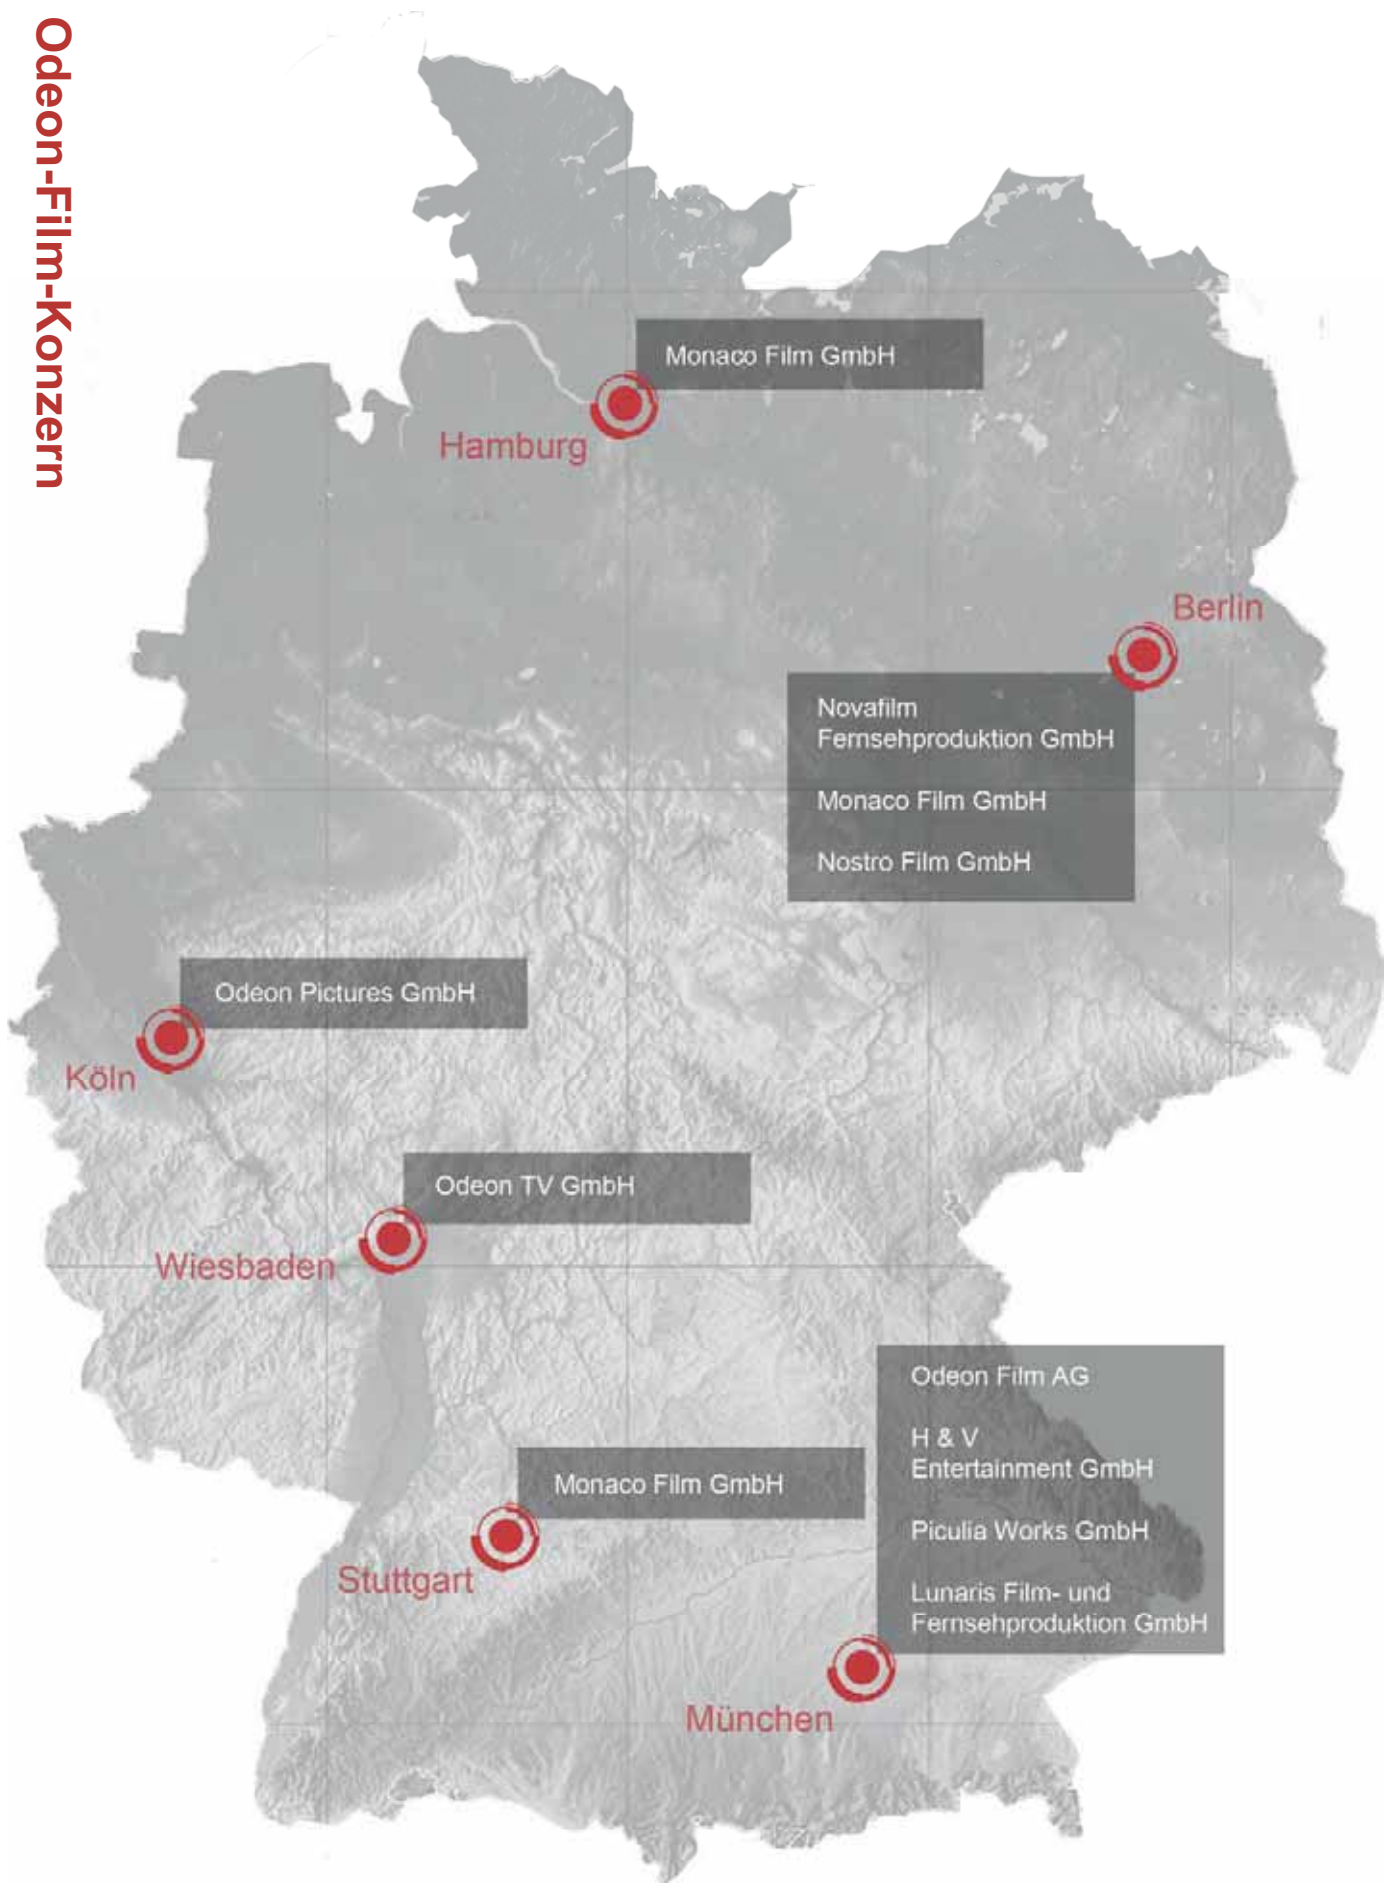 Odeon-Film-Konzern
Monaco Film GmbH
Hamburg
Berlin
Novafilm
Fernsehproduktion GmbH
Monaco Film GmbH
Nostro Film GmbH
Odeon Pictures GmbH
Köln
Odeon TV GmbH
Wiesbaden
Odeon Film AG
H & V
Entertainment GmbH
Piculia Works GmbH
Lunaris Film- und
Fernsehproduktion GmbH
Monaco Film GmbH
Stuttgart
München